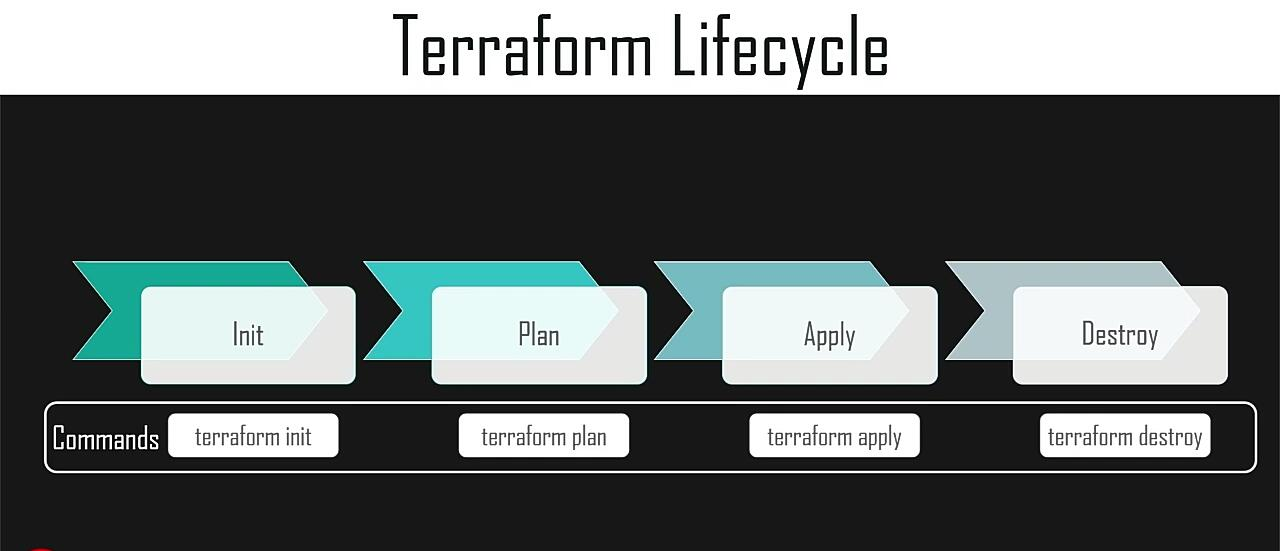 Terraform Lifecycle
Init
Plan
Apply
Destroy
Commands
terraform init
terraform plan
terraform apply
terraform destroy